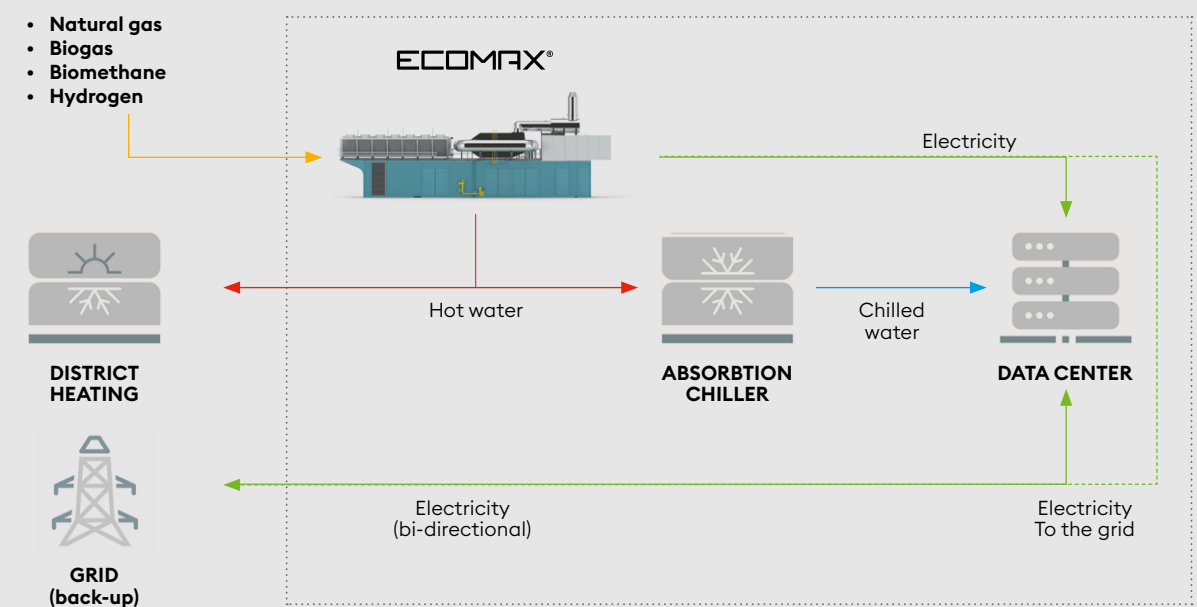 • Natural gas
• Biogas
• Biomethane
• Hydrogen
ECOMAX®
Electricity
Hot water
Chilled
water
DISTRICT
HEATING
ABSORBTION
CHILLER
DATA CENTER
Electricity
(bi-directional)
Electricity
To the grid
GRID
(back-up)